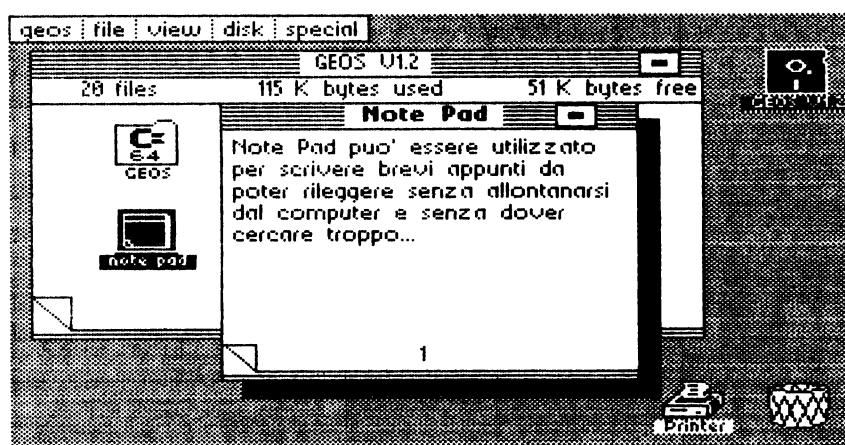 geos file view disk special
GEOS V1.2
20 files 115 K bytes used 51 K bytes free
Note Pad
C=
64
GEOS
note pad
Note Pad puo' essere utilizzato
per scrivere brevi appunti da
poter rileggere senza allontanarsi
dal computer e senza dover
cercare troppo...
1
Printer